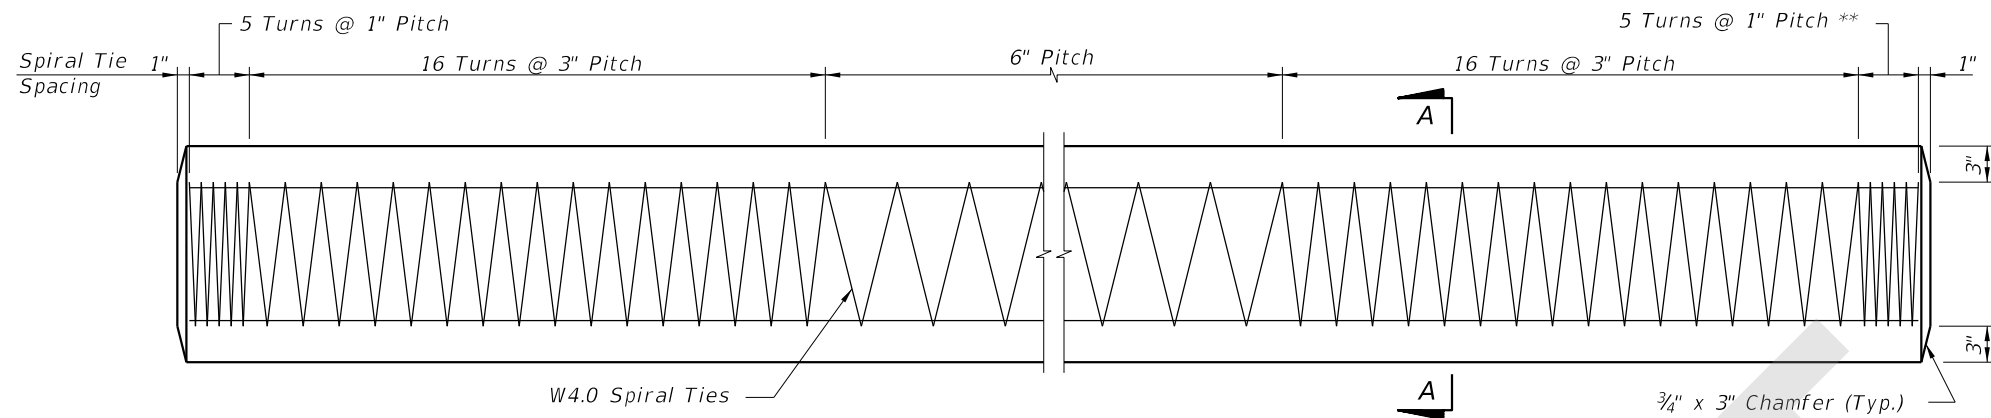 5 Turns @ 1" Pitch
5 Turns @ 1" Pitch **
Spiral Tie
Spacing
1"
16 Turns @ 3" Pitch
6" Pitch
16 Turns @ 3" Pitch
1"
A
3"
3"
W4.0 Spiral Ties
A
¾" x 3" Chamfer (Typ.)